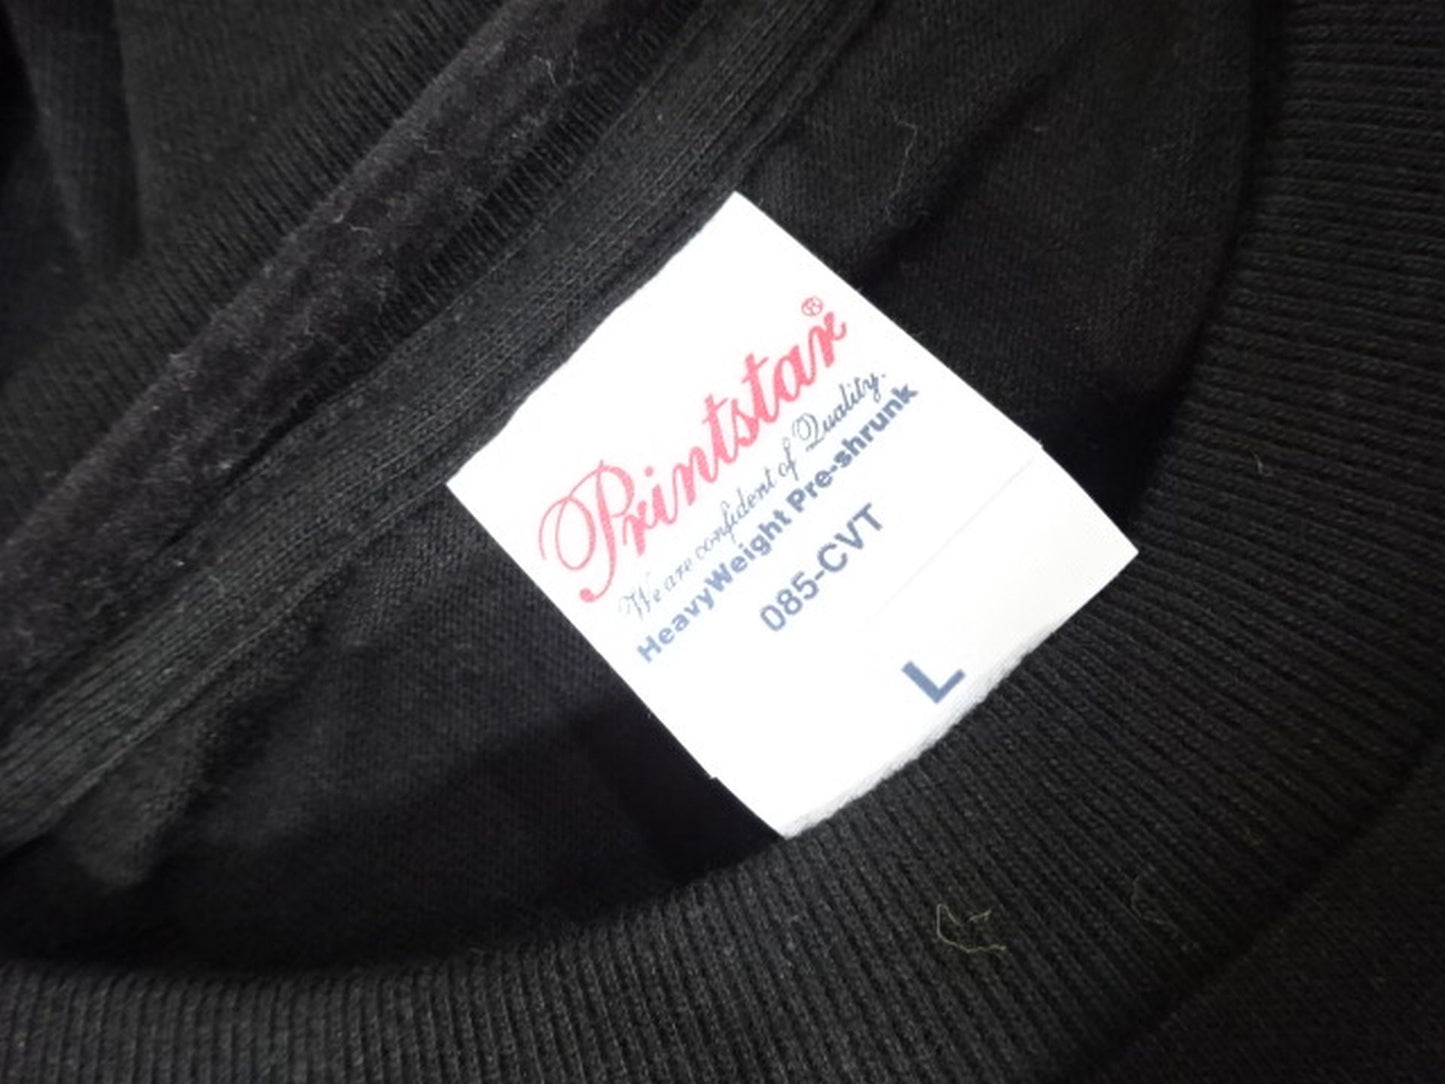 Printstar®
We are confident of Quality.
HeavyWeight Pre-shrunk
085-CVT
L